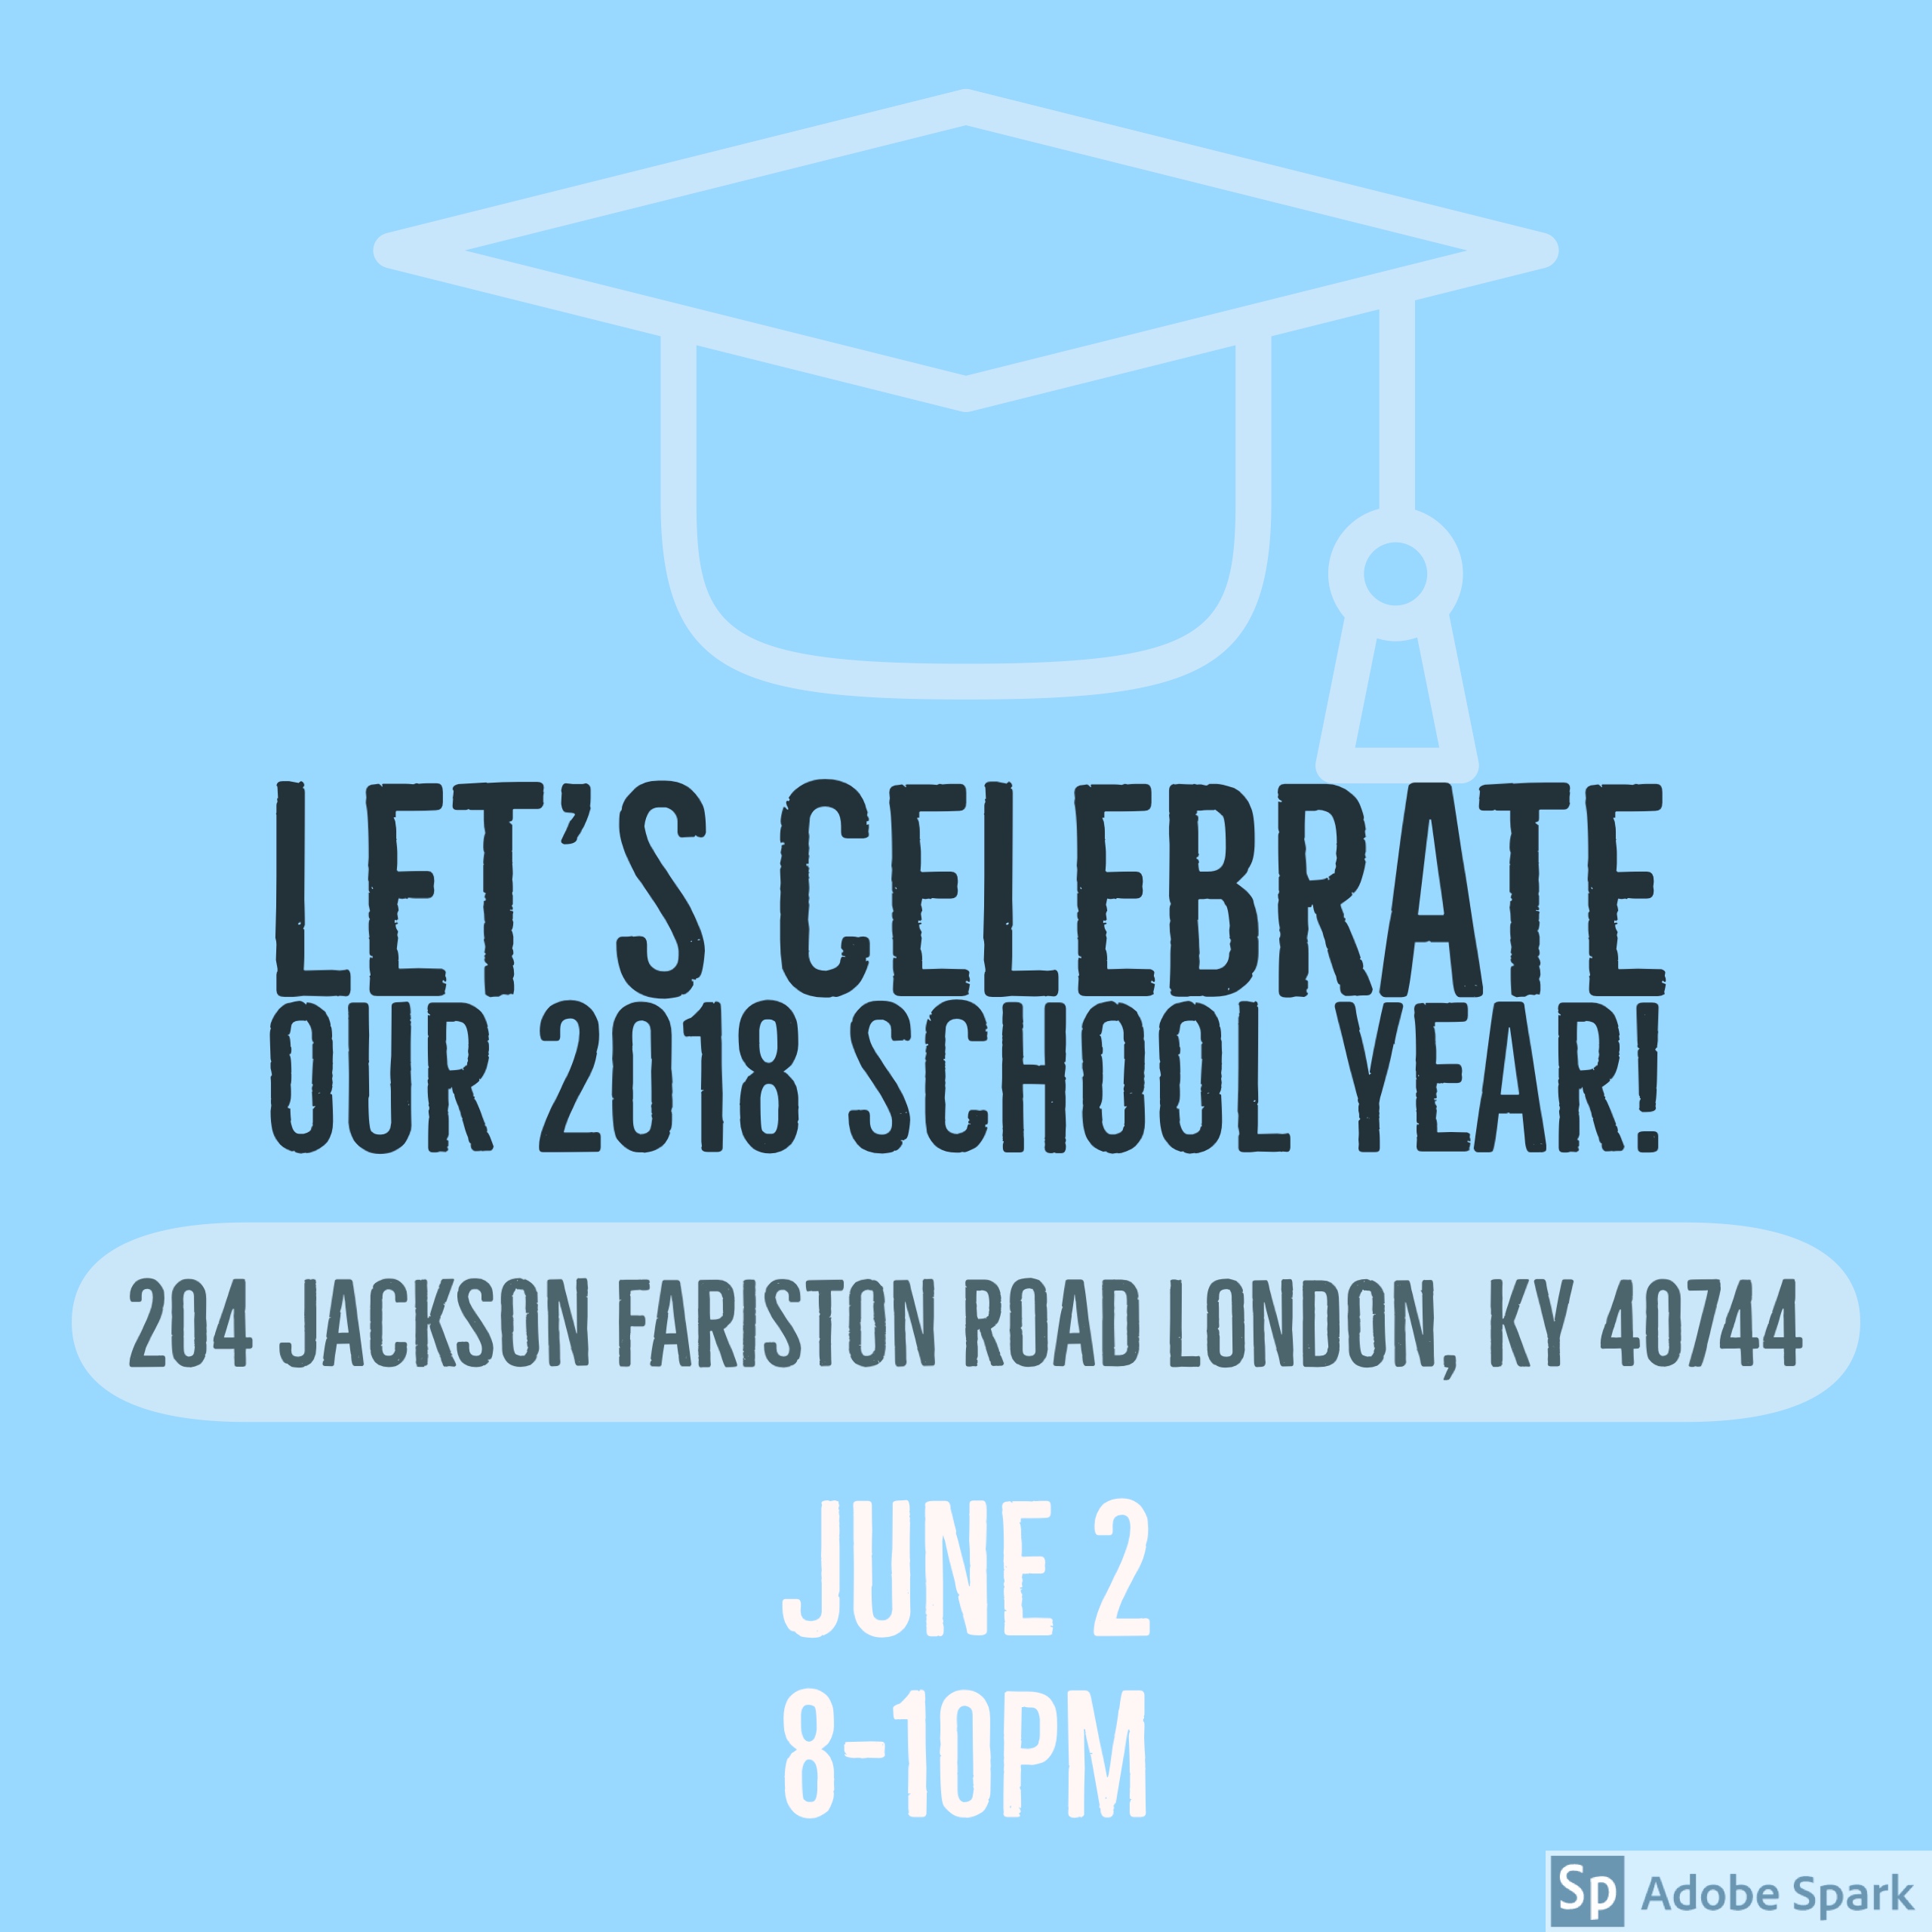 LET'S CELEBRATE
OUR 2018 SCHOOL YEAR!
204 JACKSON FARISTON ROAD LONDON, KY 40744
JUNE 2
8-10PM
Sp Adobe Spark